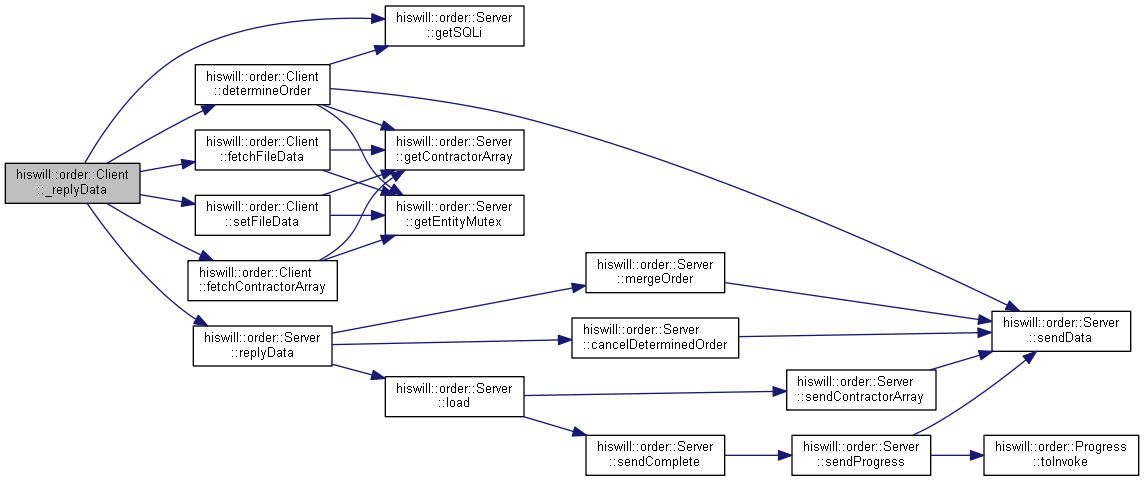 hiswill::order::Server
::getSQLi
hiswill::order::Client
::determineOrder
hiswill::order::Client
::fetchFileData
hiswill::order::Server
::getContractorArray
hiswill::order::Client
::_replyData
hiswill::order::Client
::setFileData
hiswill::order::Server
::getEntityMutex
hiswill::order::Client
::fetchContractorArray
hiswill::order::Server
::mergeOrder
hiswill::order::Server
::replyData
hiswill::order::Server
::cancelDeterminedOrder
hiswill::order::Server
::sendData
hiswill::order::Server
::load
hiswill::order::Server
::sendContractorArray
hiswill::order::Server
::sendComplete
hiswill::order::Server
::sendProgress
hiswill::order::Progress
::toInvoke